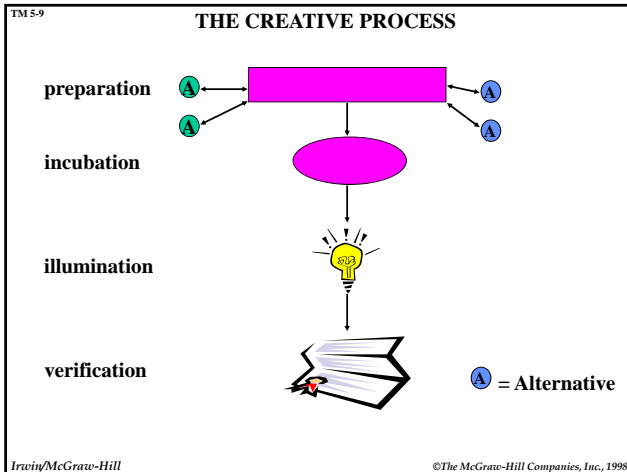 TM 5-9
THE CREATIVE PROCESS
preparation
A
A
A
A
incubation
illumination
verification
A = Alternative
Irwin/McGraw-Hill
©The McGraw-Hill Companies, Inc., 1998